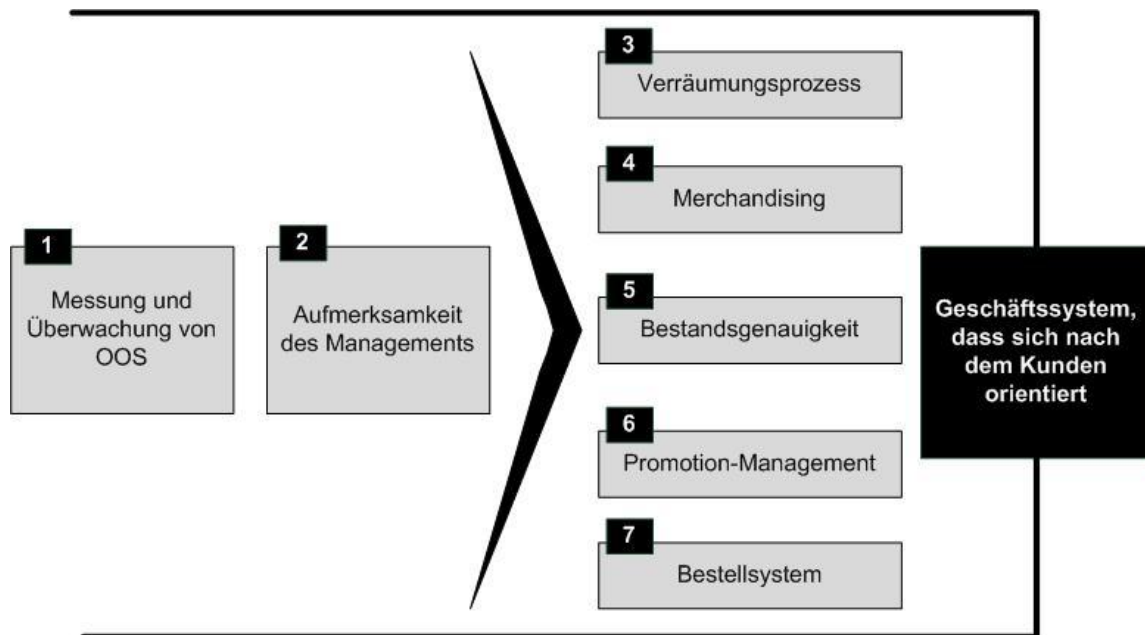 1
Messung und
Überwachung von
OOS
2
Aufmerksamkeit
des Managements
3
Verräumungsprozess
4
Merchandising
5
Bestandsgenauigkeit
6
Promotion-Management
7
Bestellsystem
Geschäftssystem,
dass sich nach
dem Kunden
orientiert